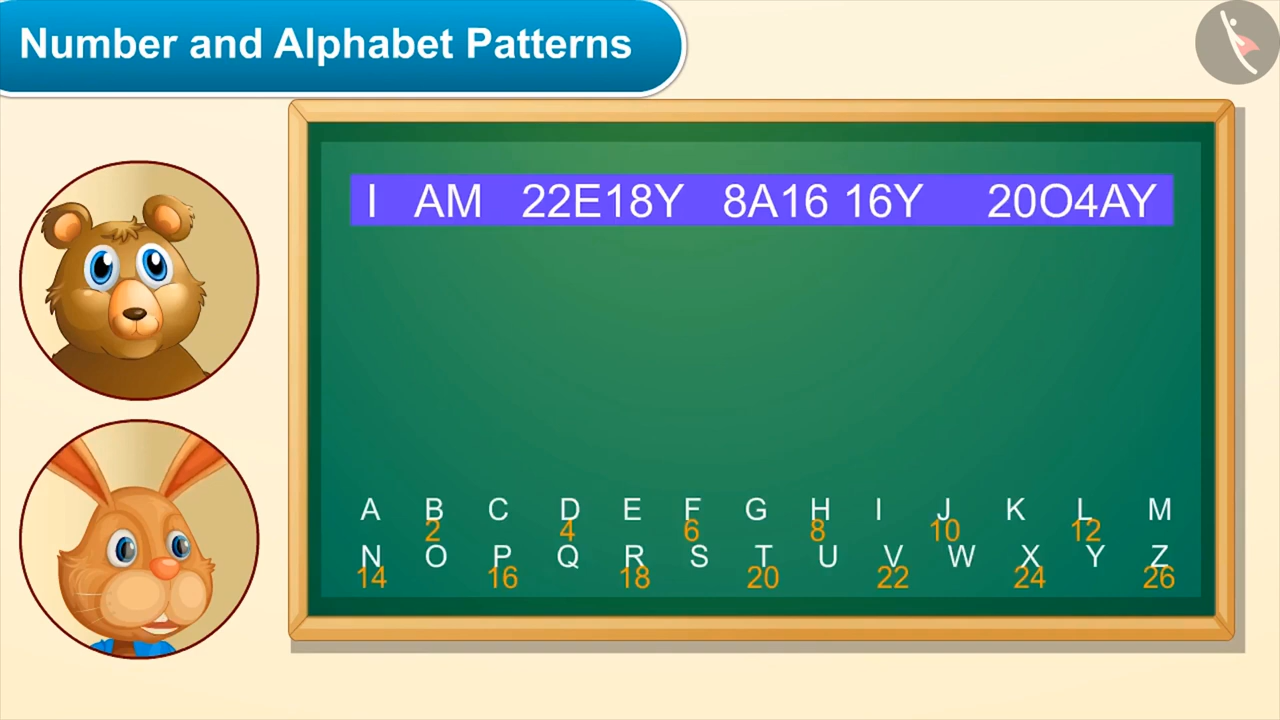 Number and Alphabet Patterns
I AM 22E18Y 8A16 16Y 20O4AY
A B C D E F G H I J K L M
2 4 6 8 10 12
N O P Q R S T U V W X Y Z
14 16 18 20 22 24 26